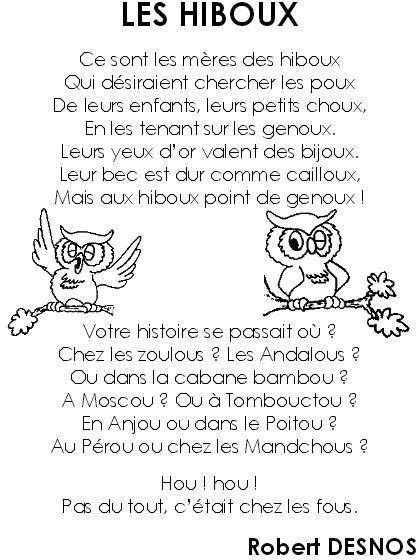 LES HIBOUX
Ce sont les mères des hiboux
Qui désiraient chercher les poux
De leurs enfants, leurs petits choux,
En les tenant sur les genoux.
Leurs yeux d'or valent des bijoux.
Leur bec est dur comme cailloux,
Mais aux hiboux point de genoux !
Votre histoire se passait où ?
Chez les zoulous ? Les Andalous ?
Ou dans la cabane bambou ?
A Moscou ? Ou à Tombouctou ?
En Anjou ou dans le Poitou ?
Au Pérou ou chez les Mandchous ?
Hou ! hou !
Pas du tout, c'était chez les fous.
Robert DESNOS